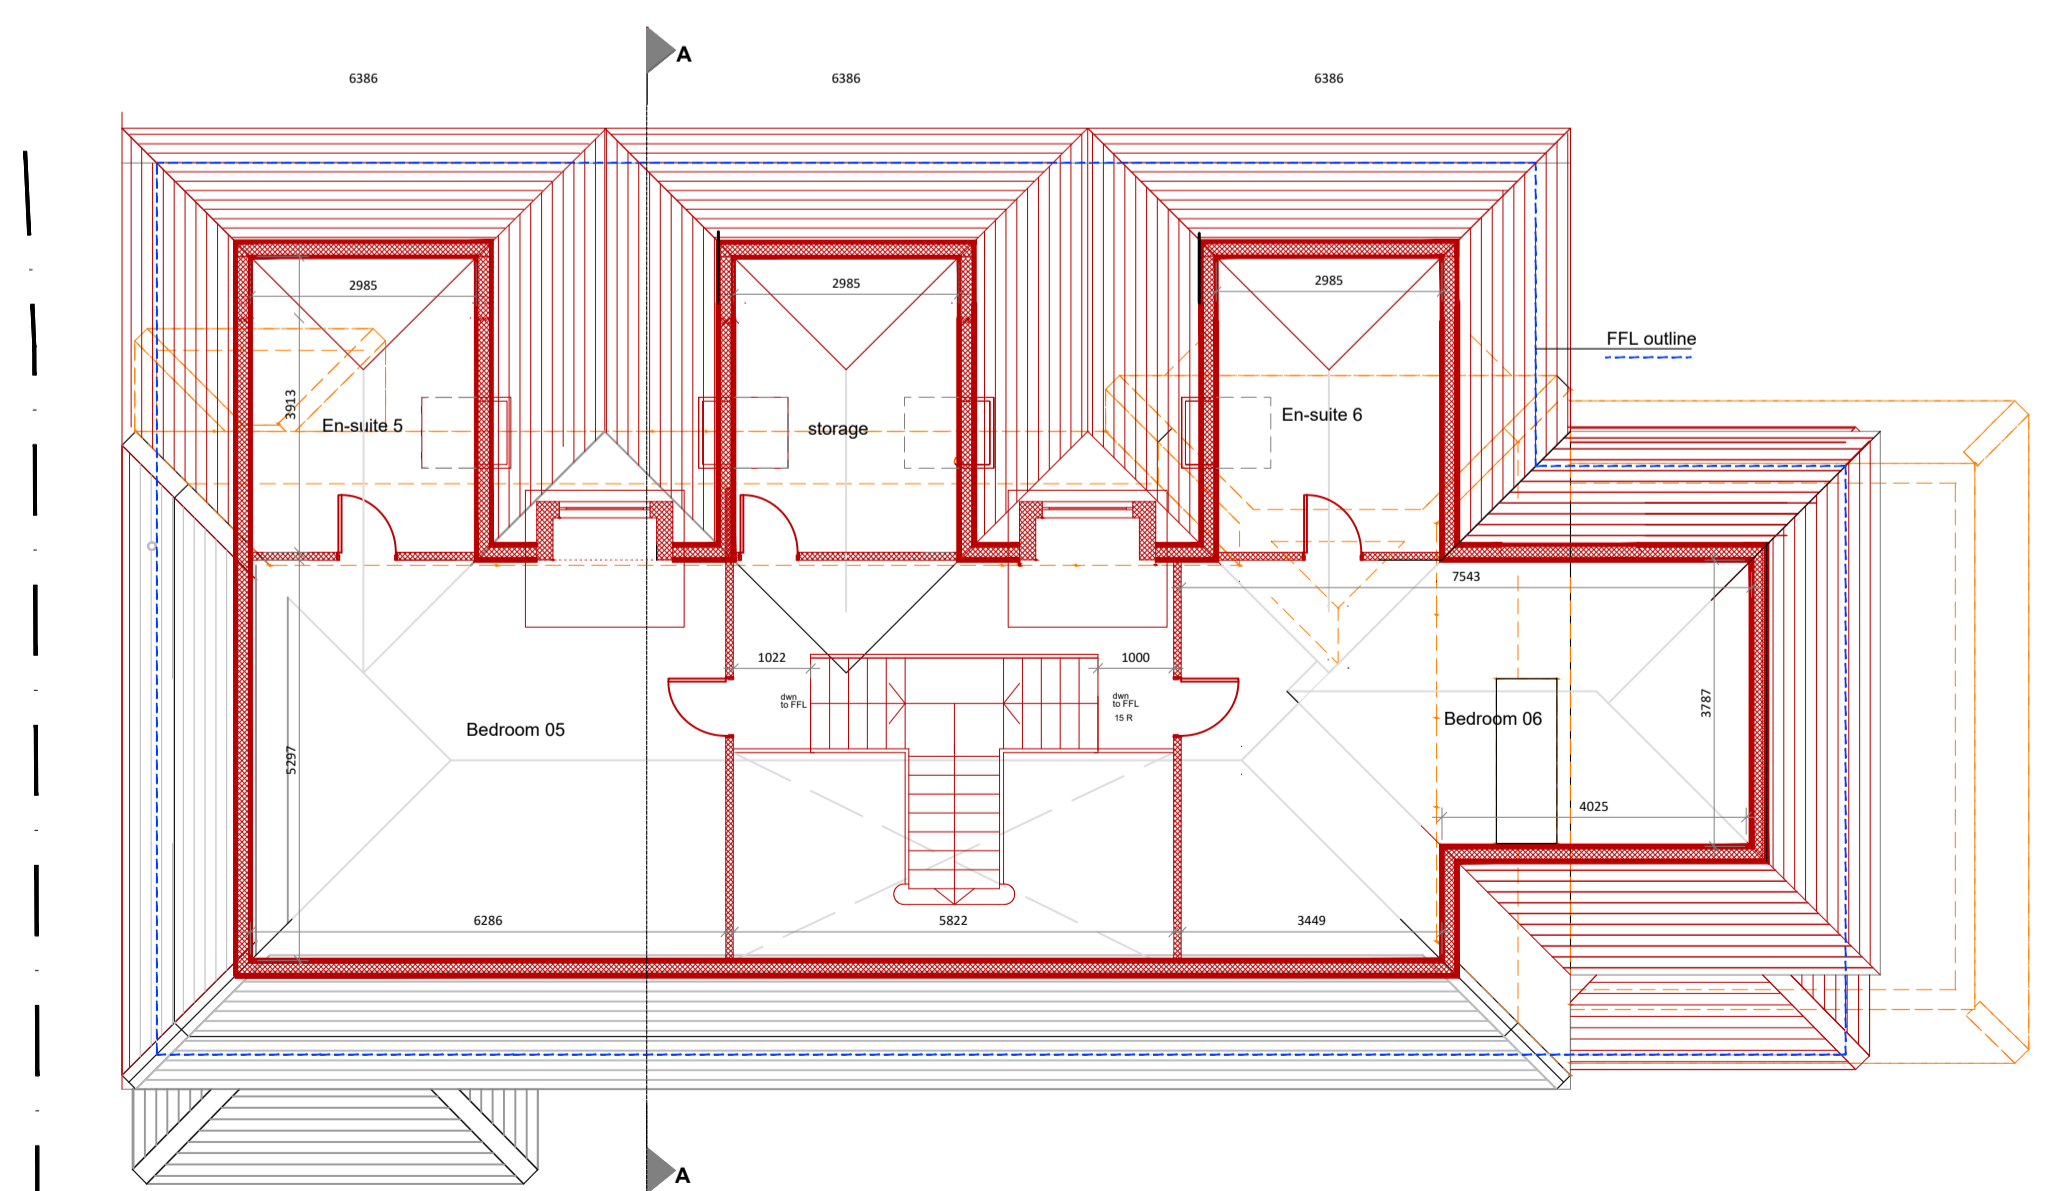 A
6386
6386
6386
FFL outline
2985
2985
2985
3913
En-suite 5
storage
En-suite 6
7543
1022
1000
dwn
to FFL
dwn
to FFL
15 R
Bedroom 05
Bedroom 06
3787
5297
4025
6286
5822
3449
A